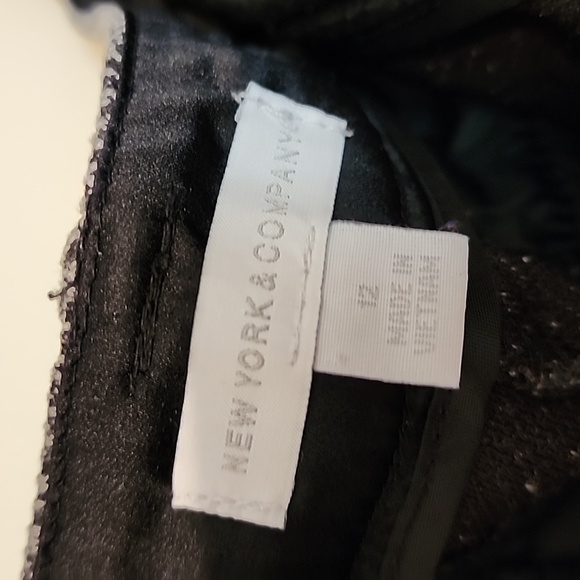 NEW YORK & COMPANY®
12
MADE IN
VIETNAM